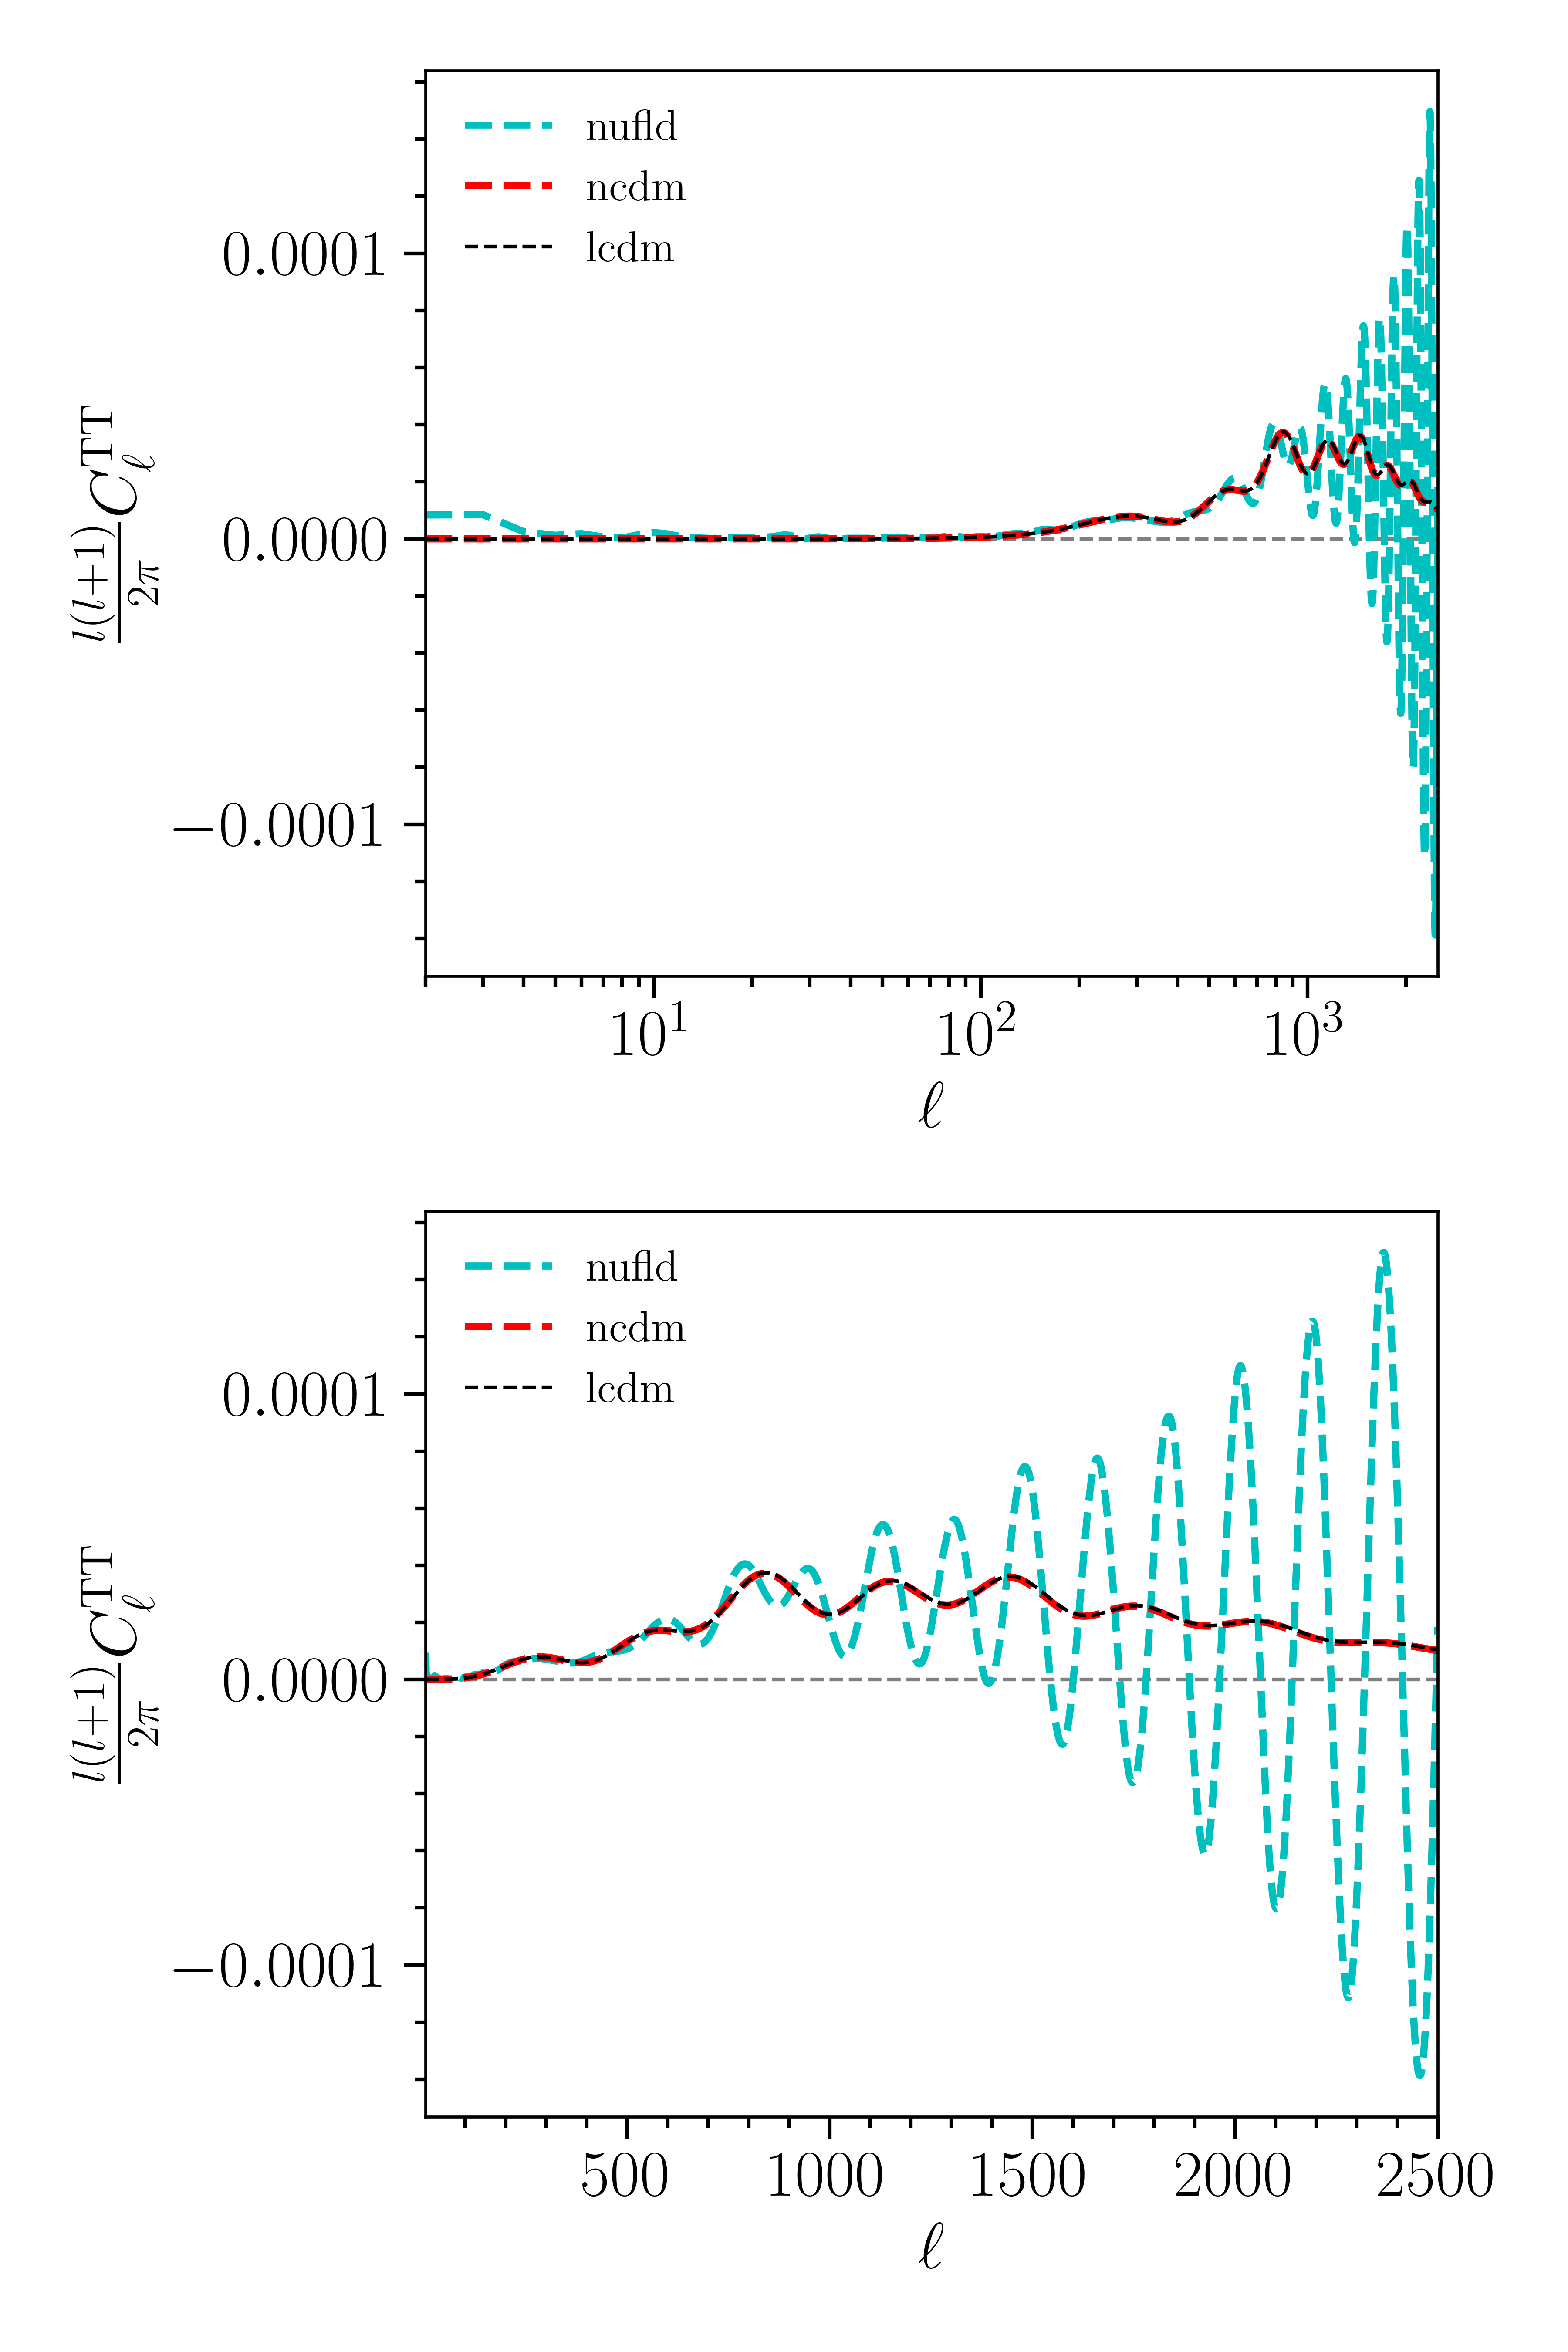 nufld
ncdm
lcdm
0.0001
0.0000
−0.0001
l(l+1)/2π C_ℓ^TT
10^1 10^2 10^3
ℓ
nufld
ncdm
lcdm
0.0001
0.0000
−0.0001
l(l+1)/2π C_ℓ^TT
500 1000 1500 2000 2500
ℓ